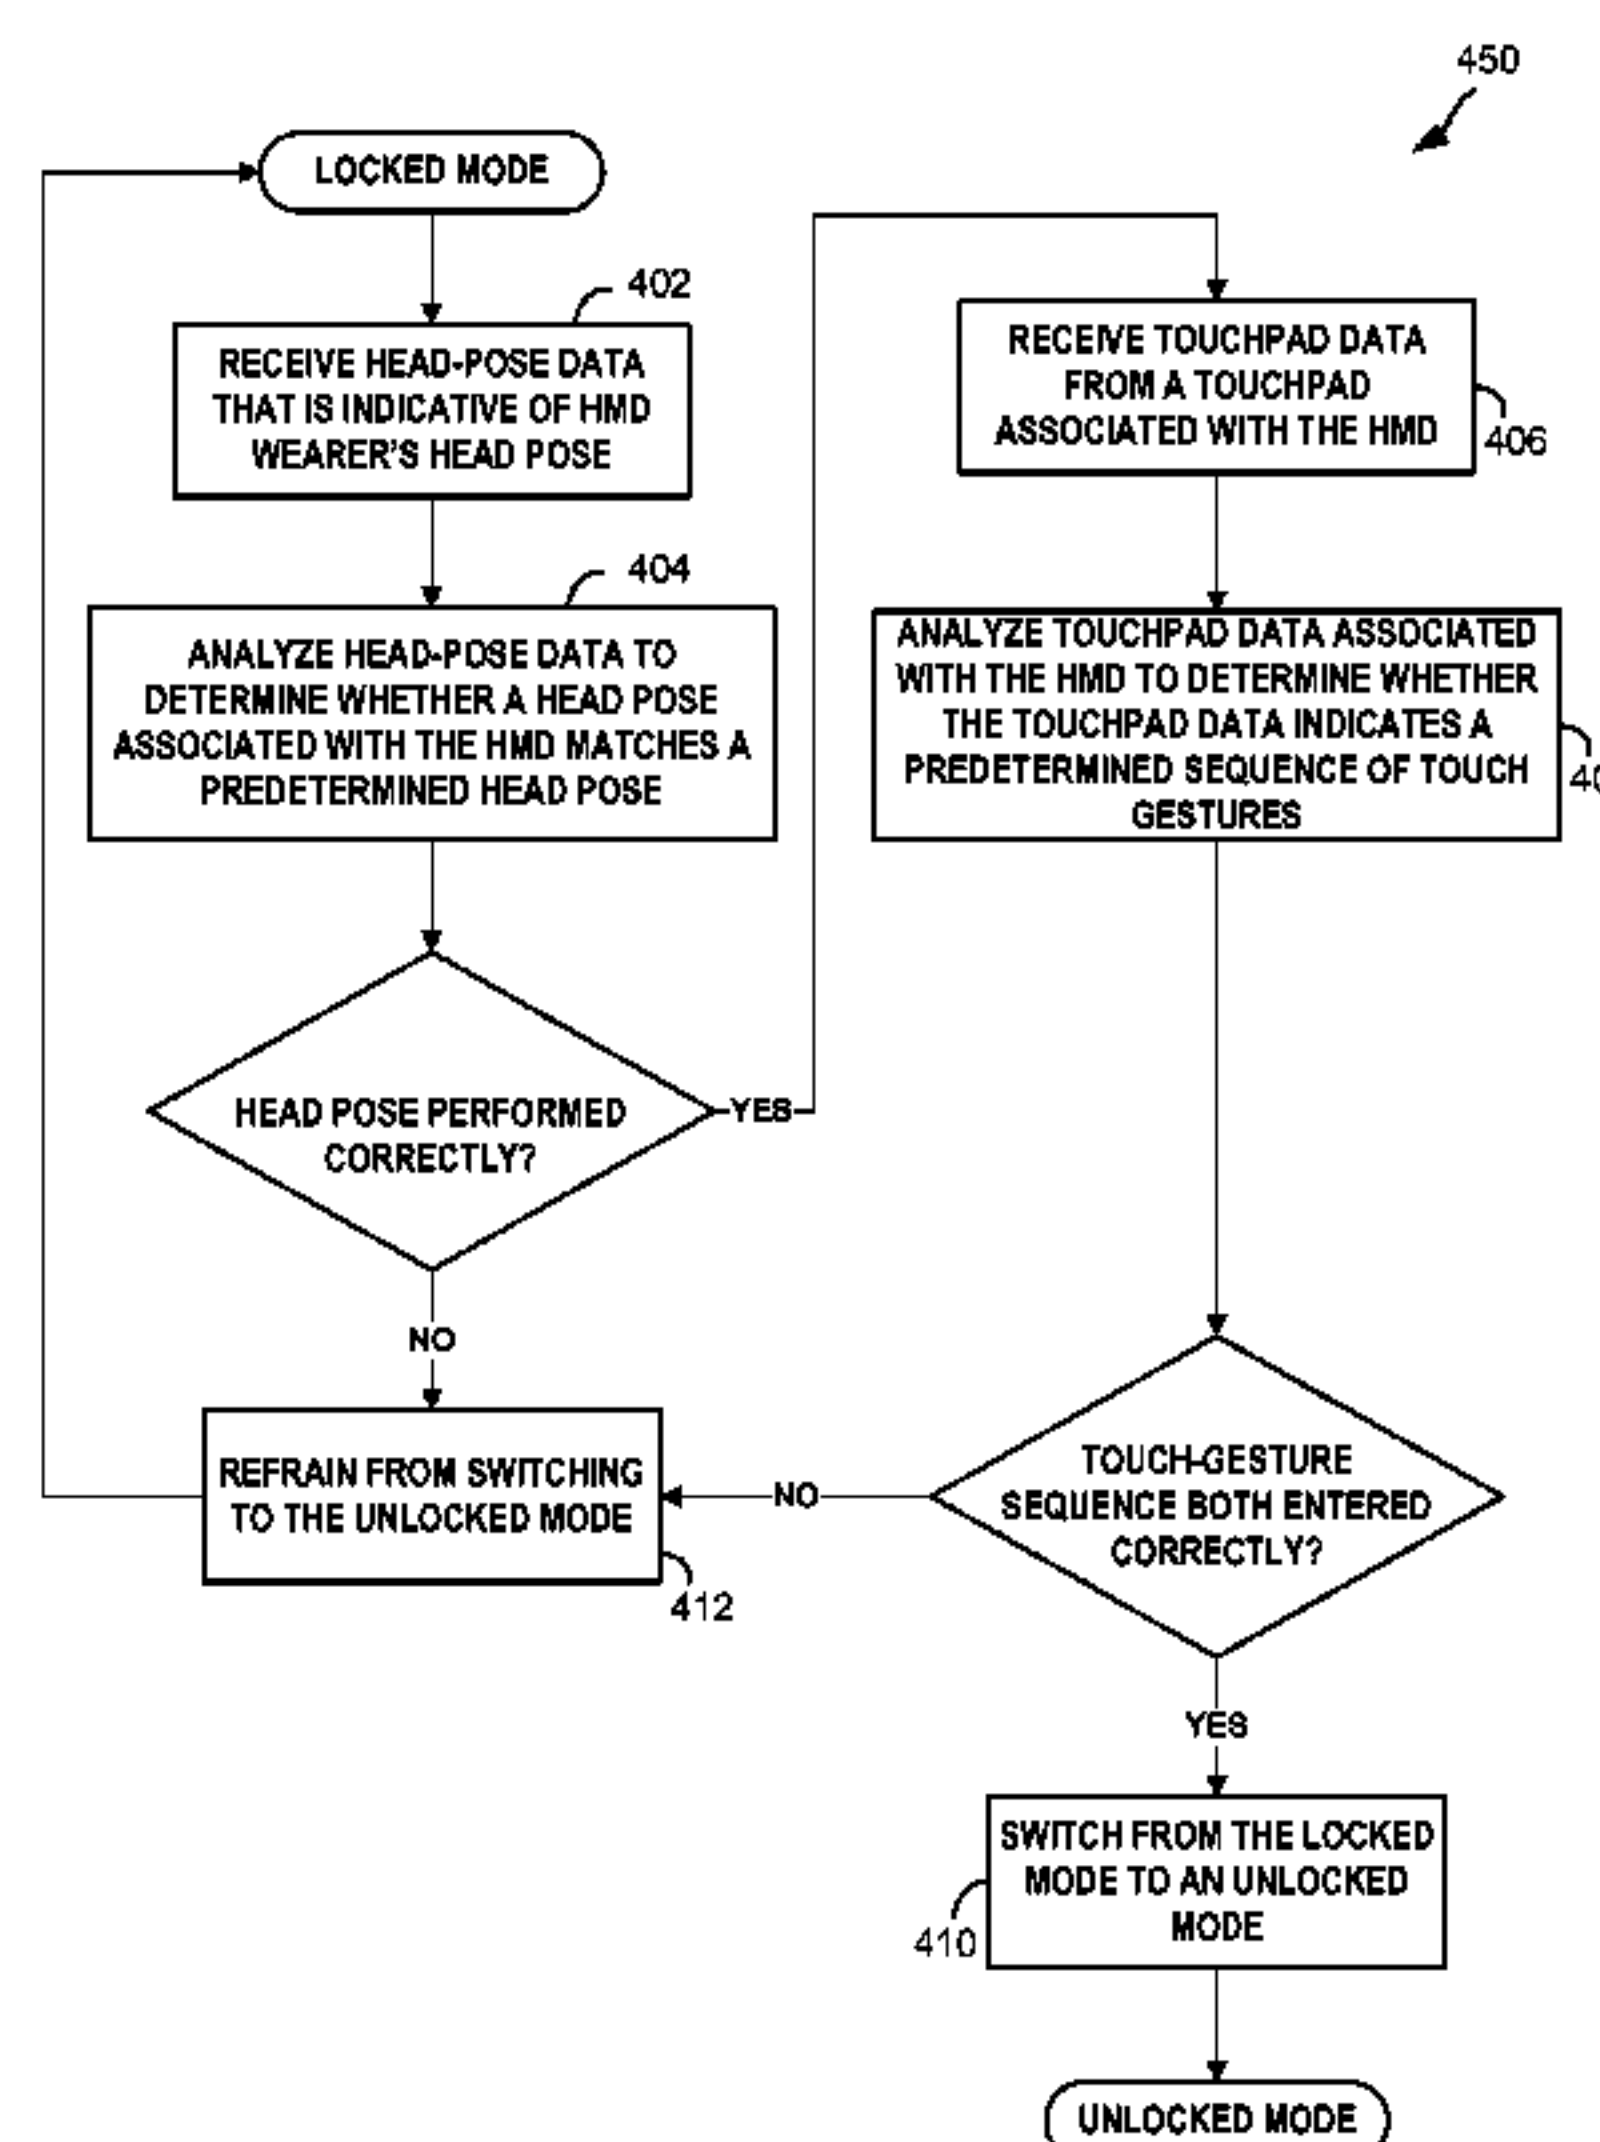 450
LOCKED MODE
402
RECEIVE HEAD-POSE DATA
THAT IS INDICATIVE OF HMD
WEARER'S HEAD POSE
404
ANALYZE HEAD-POSE DATA TO
DETERMINE WHETHER A HEAD POSE
ASSOCIATED WITH THE HMD MATCHES A
PREDETERMINED HEAD POSE
HEAD POSE PERFORMED
CORRECTLY?
YES
NO
REFRAIN FROM SWITCHING
TO THE UNLOCKED MODE
412
RECEIVE TOUCHPAD DATA
FROM A TOUCHPAD
ASSOCIATED WITH THE HMD
406
ANALYZE TOUCHPAD DATA ASSOCIATED
WITH THE HMD TO DETERMINE WHETHER
THE TOUCHPAD DATA INDICATES A
PREDETERMINED SEQUENCE OF TOUCH
GESTURES
TOUCH-GESTURE
SEQUENCE BOTH ENTERED
CORRECTLY?
NO
YES
SWITCH FROM THE LOCKED
MODE TO AN UNLOCKED
MODE
410
UNLOCKED MODE